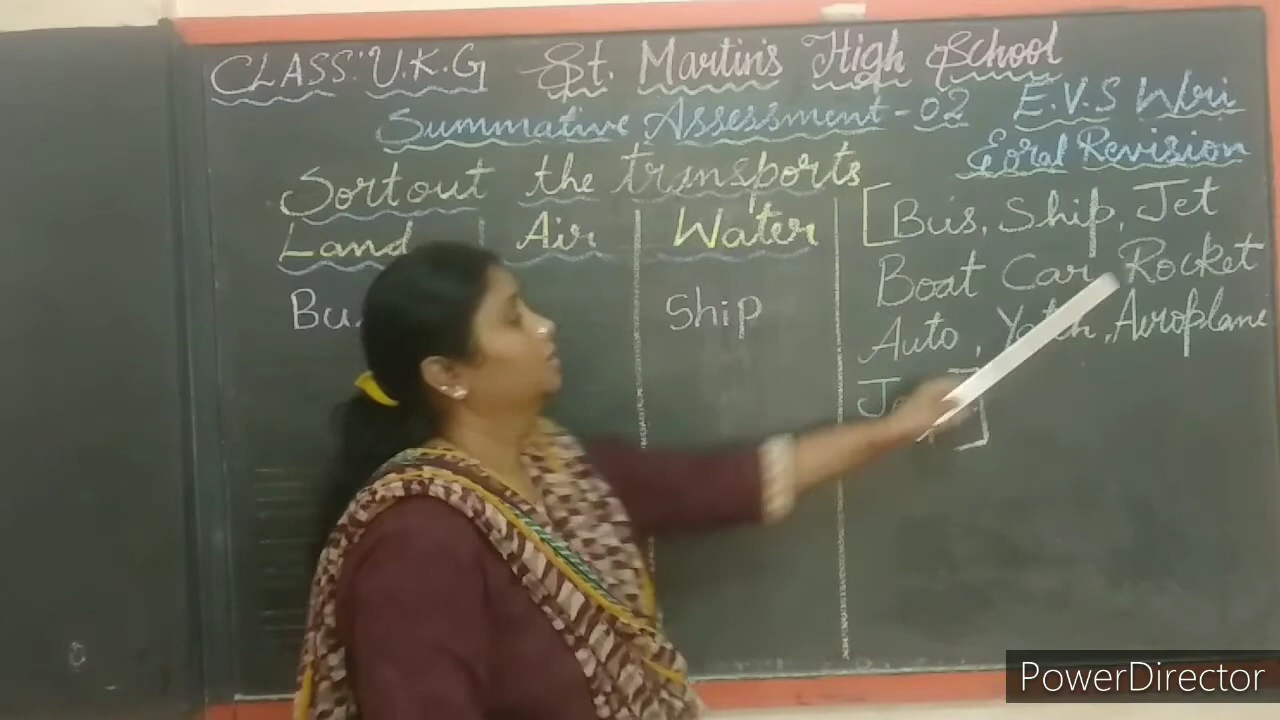 CLASS: U.K.G St. Martin's High School
Summative Assessment - 02 E.V.S Wri
Eoral Revision
Sortout the transports
Land Air Water
[Bus, Ship, Jet
Boat Car, Rocket
Auto, Aeroplane
]
Ship
PowerDirector